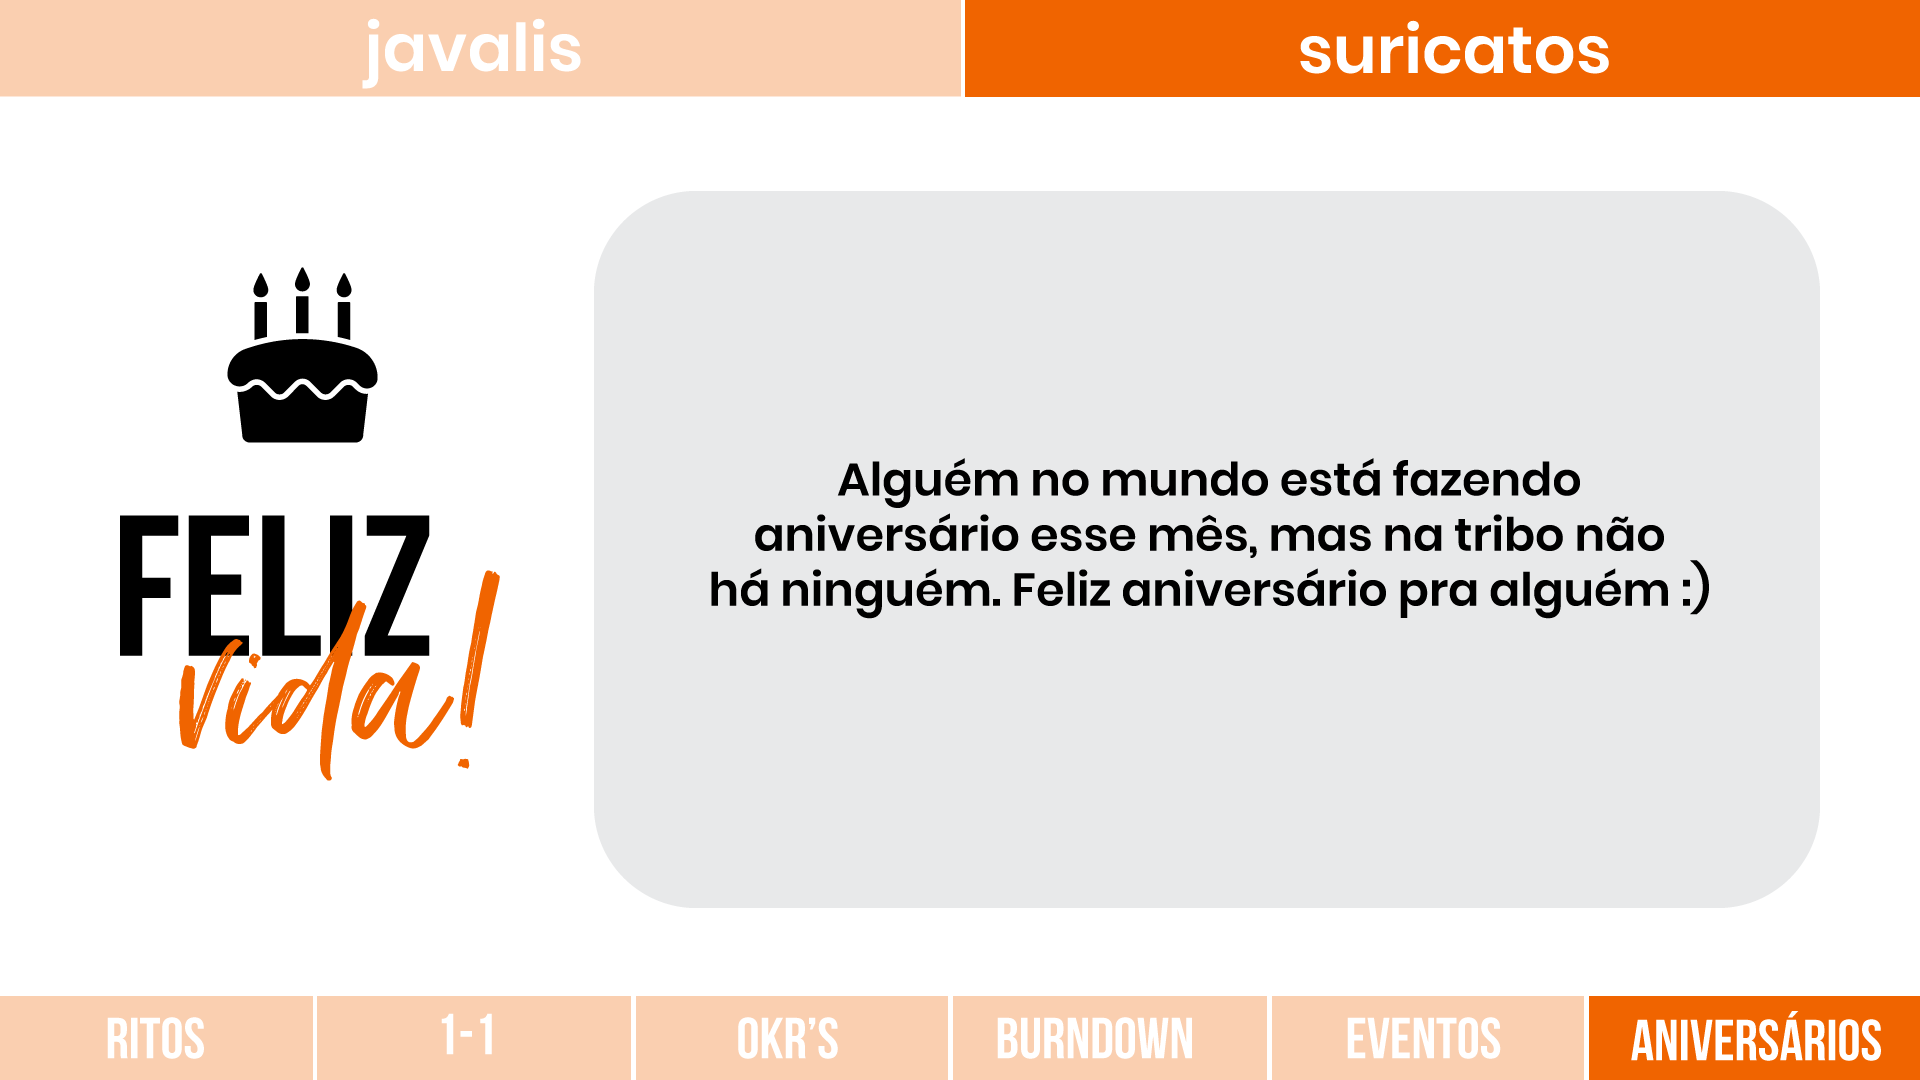 javalis
suricatos
FELIZ
vida!
Alguém no mundo está fazendo
aniversário esse mês, mas na tribo não
há ninguém. Feliz aniversário pra alguém :)
RITOS
1-1
OKR'S
BURNDOWN
EVENTOS
ANIVERSÁRIOS